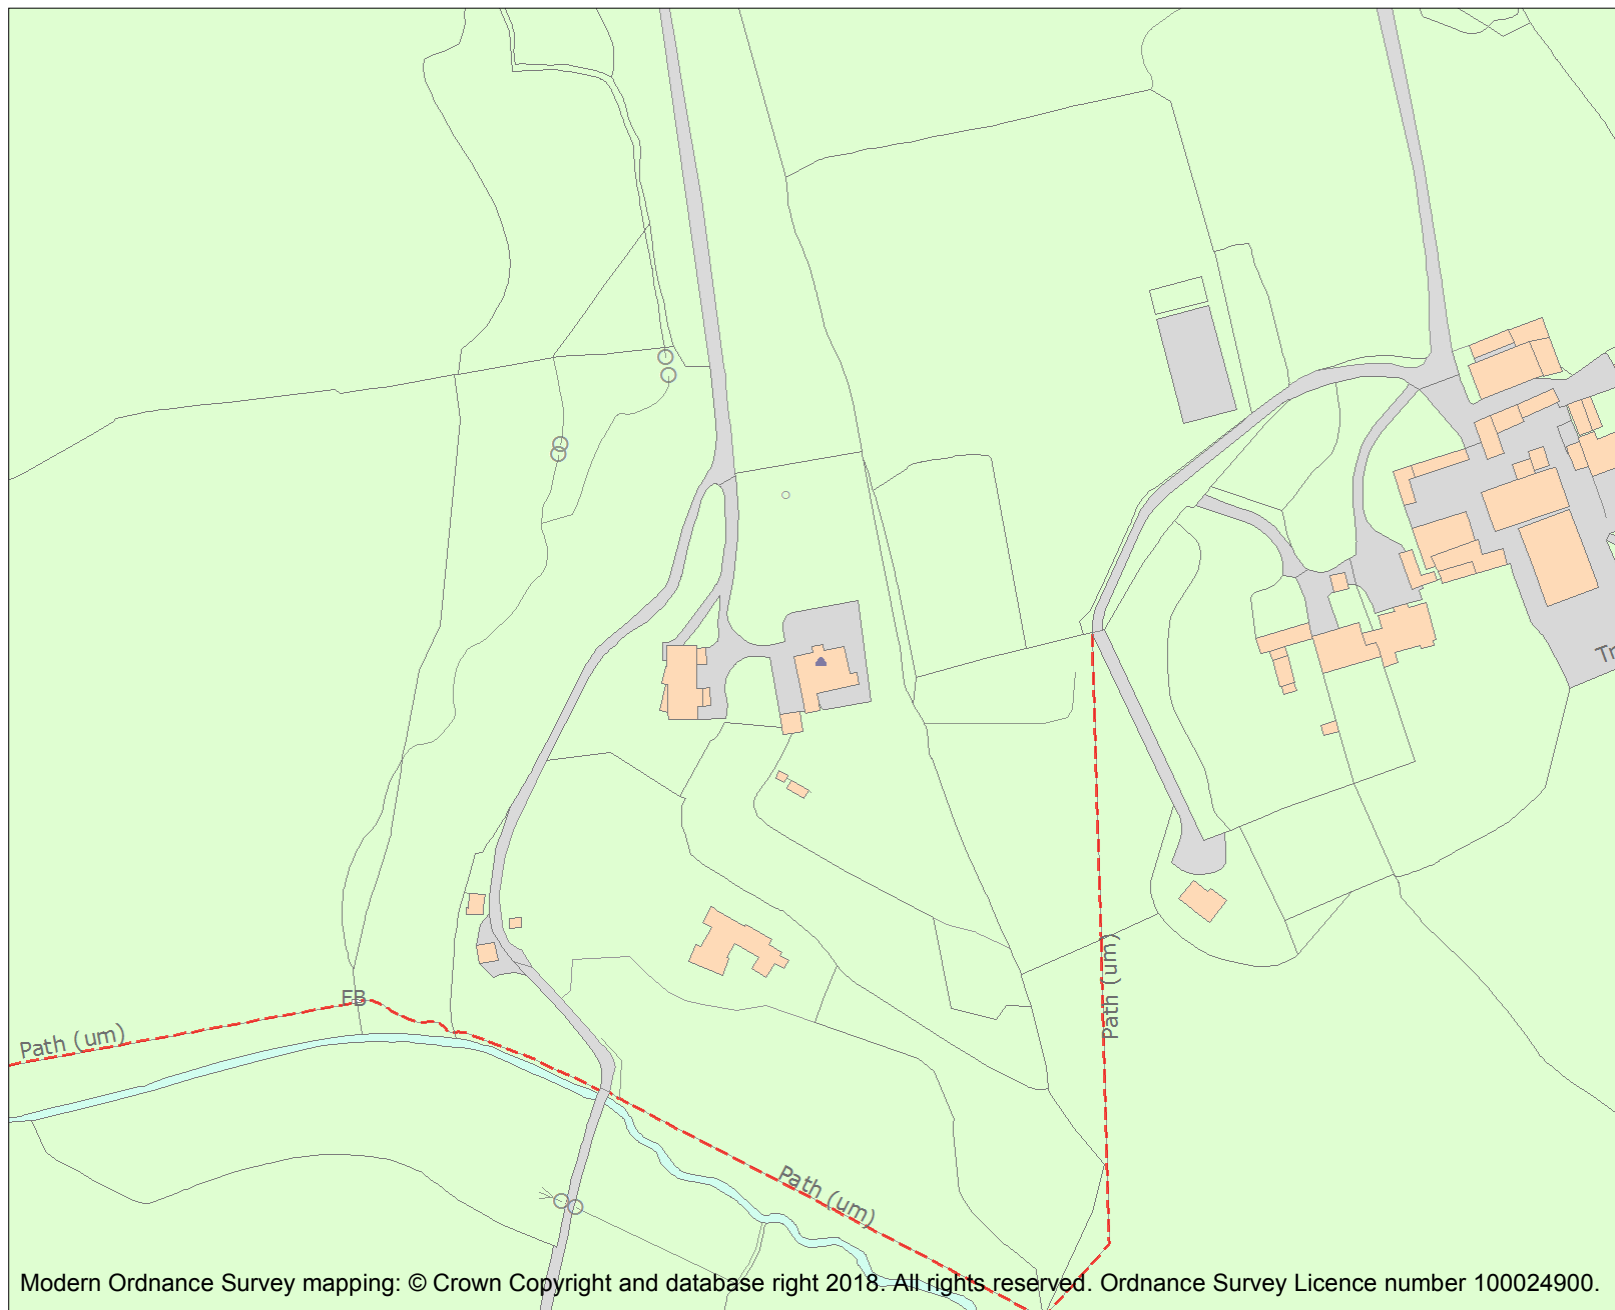 Tr
Path (um)
FB
Path (um)
Path (um)
Modern Ordnance Survey mapping: © Crown Copyright and database right 2018. All rights reserved. Ordnance Survey Licence number 100024900.